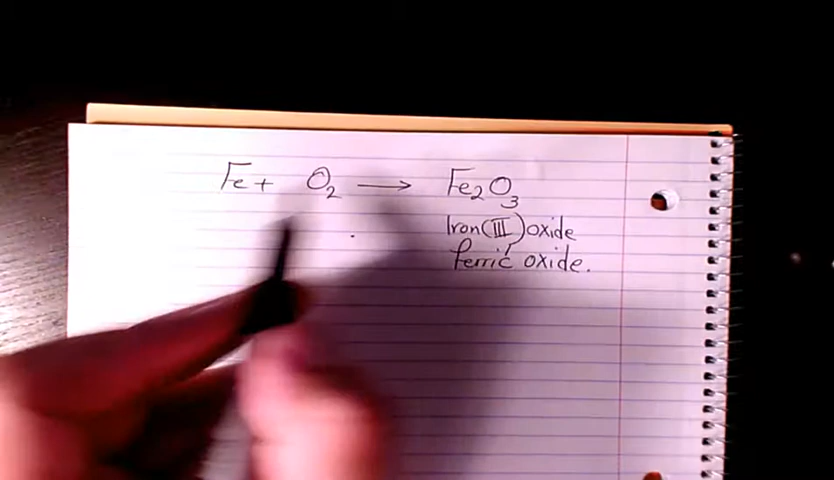 Fe + O₂ → Fe₂O₃
Iron(III) oxide
ferric oxide.